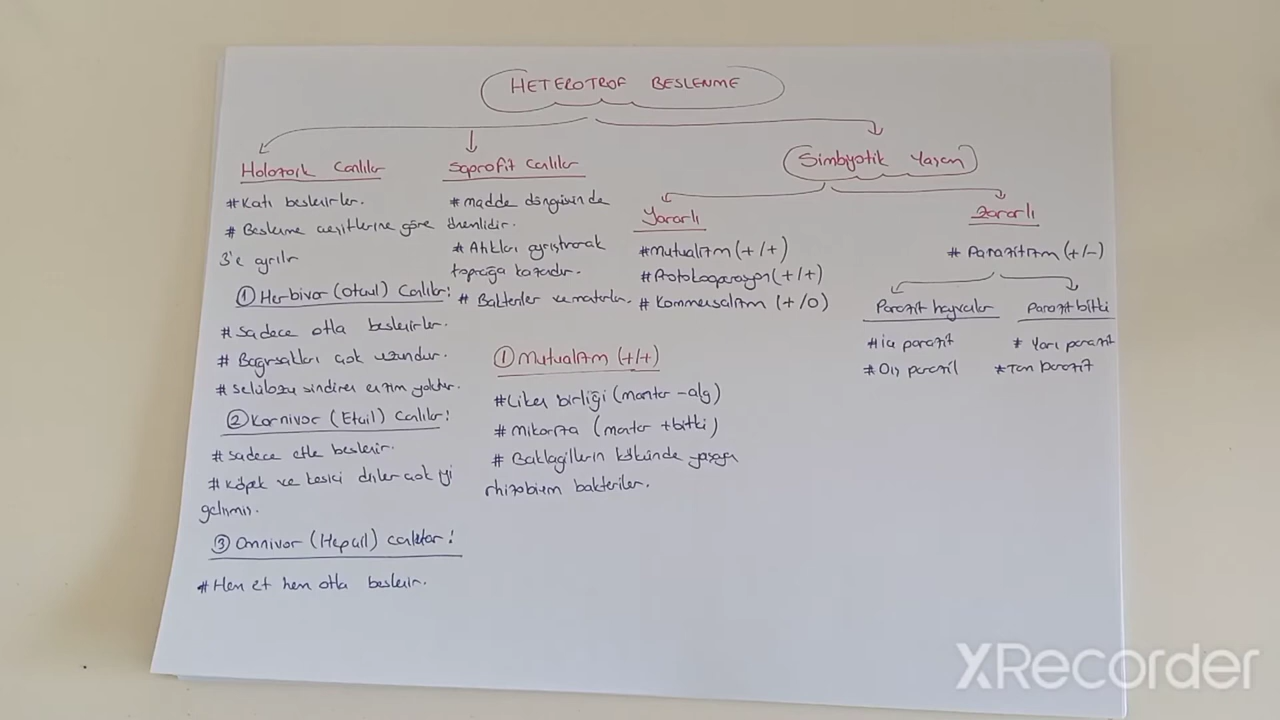 HETEROTROF BESLENME
Holozoik Canlılar
#Katı beslenirler.
# Beslenme çeşitlerine göre
3'e ayrılır
① Herbivor (Otçul) Canlılar:
#Sadece otla beslenirler.
# Bağırsakları çok uzundur.
# Selülozu sindiren enzim yoktur.
② Karnivor (Etçil) Canlılar:
#Sadece etle beslenir.
#Köpek ve kesici dişler çok iyi
gelişmiş.
③ Omnivor (Hepçil) canlılar:
#Hem et hem otla beslenir.
Saprofit Canlılar
#madde döngüsünde
önemlidir.
#Atıkları ayrıştırarak
toprağa kazandır.
# Bakteriler ve mantarlar.
Simbiyotik Yaşam
Yararlı
#Mutualizm (+/+)
#Protokooperasyon (+/+)
# Kommensalizm (+/0)
① Mutualizm (+/+)
#Liken birliği (mantar-alg)
#mikoriza (mantar +bitki)
# Baklagillerin kökünde yaşayan
rhizobium bakteriler.
Zararlı
# Parazitizm (+/-)
Parazit hayvanlar
#iç parazit
#Dış parazit
Parazit bitki
* Yarı parazit
*Tam parazit
XRecorder